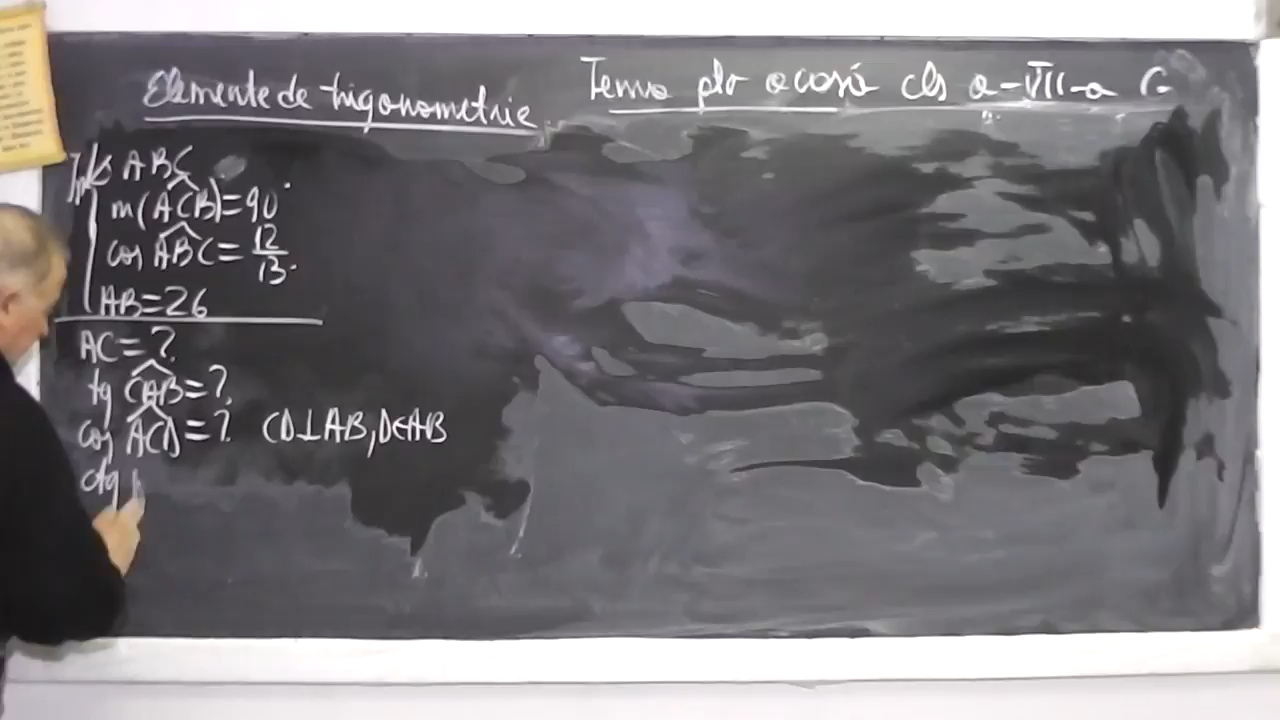 Elemente de trigonometrie
Tema ptr acasă cls a-VII-a C
Δ ABC
m(ACB)=90°
cos ABC = 12/13
AB=26
AC=?
tg CAB=?
cos ACD=? CD⊥AB, D∈AB
ctg